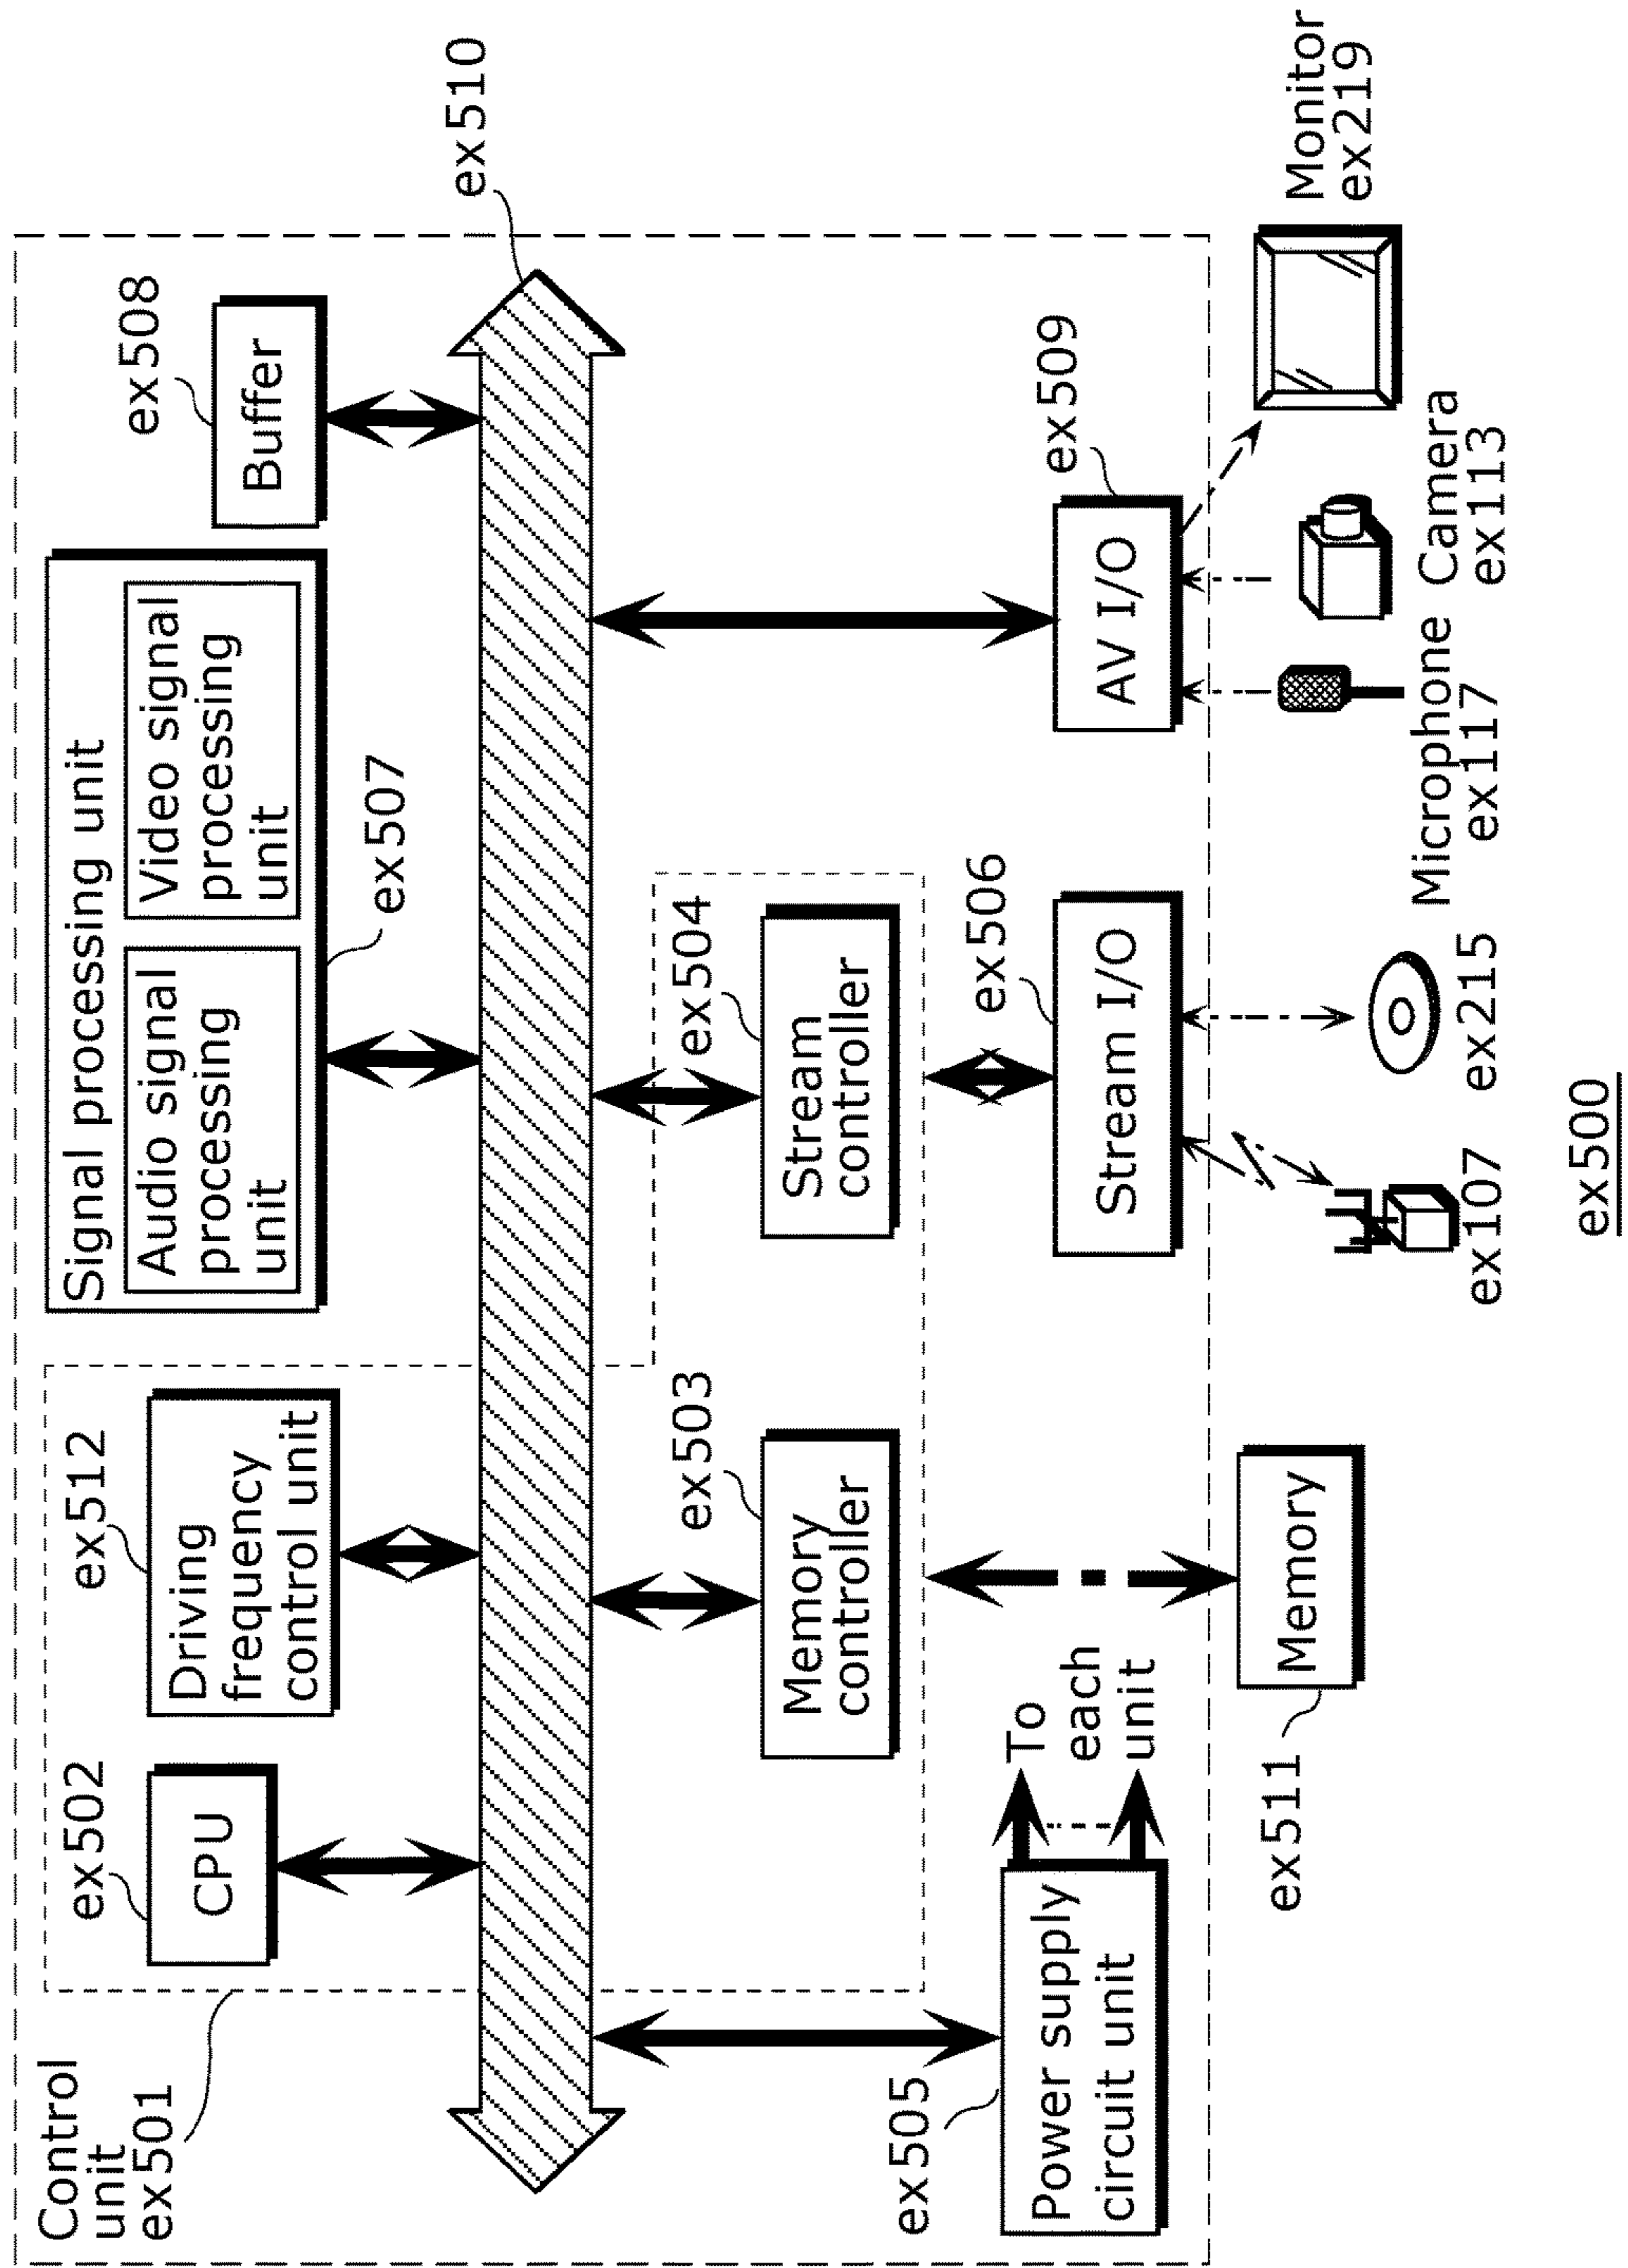 Control
unit
ex501
ex502
CPU
ex512
Driving
frequency
control unit
Signal processing unit
Audio signal
processing
unit
Video signal
processing
unit
ex507
ex508
Buffer
ex510
ex503
Memory
controller
ex504
Stream
controller
ex505
Power supply
circuit unit
To
each
unit
ex506
Stream I/O
ex509
AV I/O
ex511
Memory
ex107
ex215
Microphone
ex117
Camera
ex113
Monitor
ex219
ex500